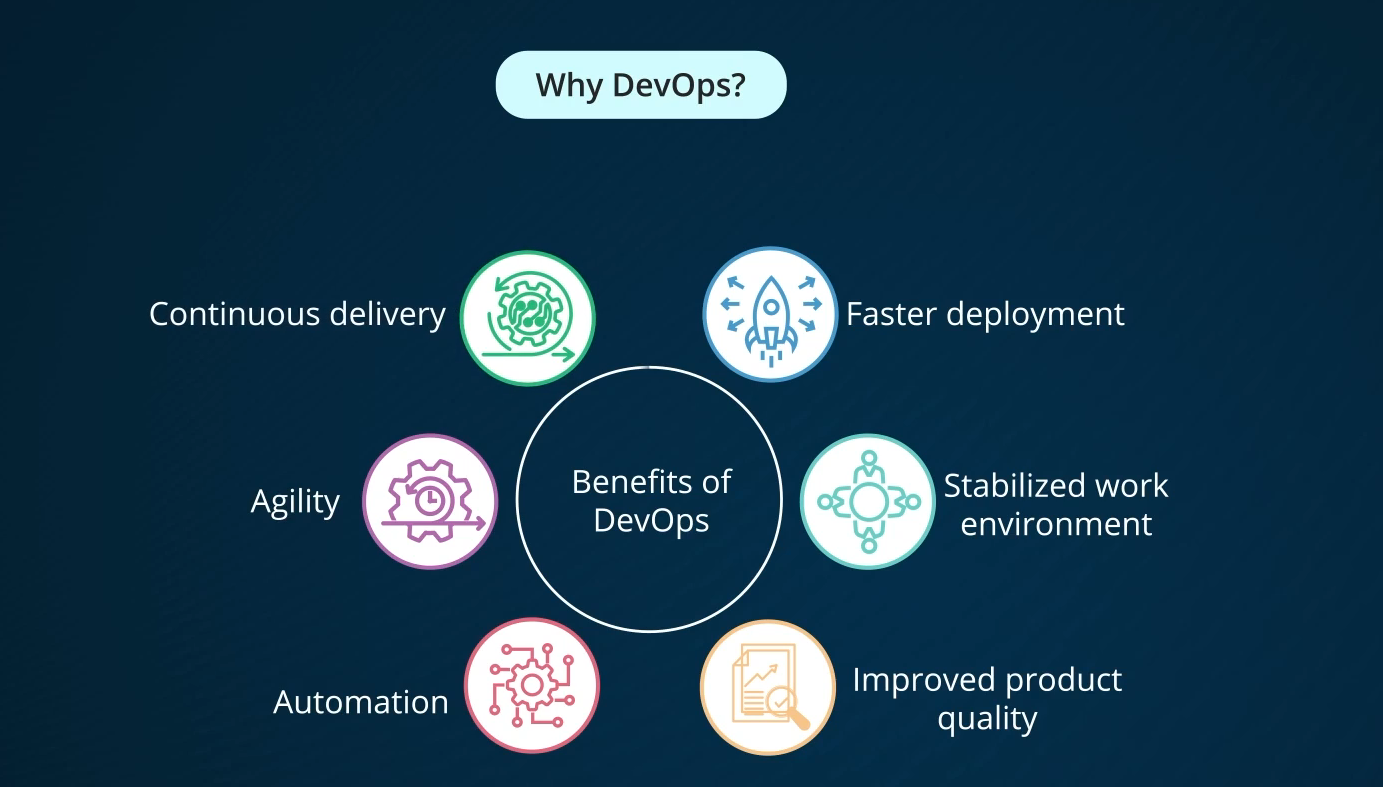 Why DevOps?
Continuous delivery
Faster deployment
Agility
Benefits of
DevOps
Stabilized work
environment
Automation
Improved product
quality